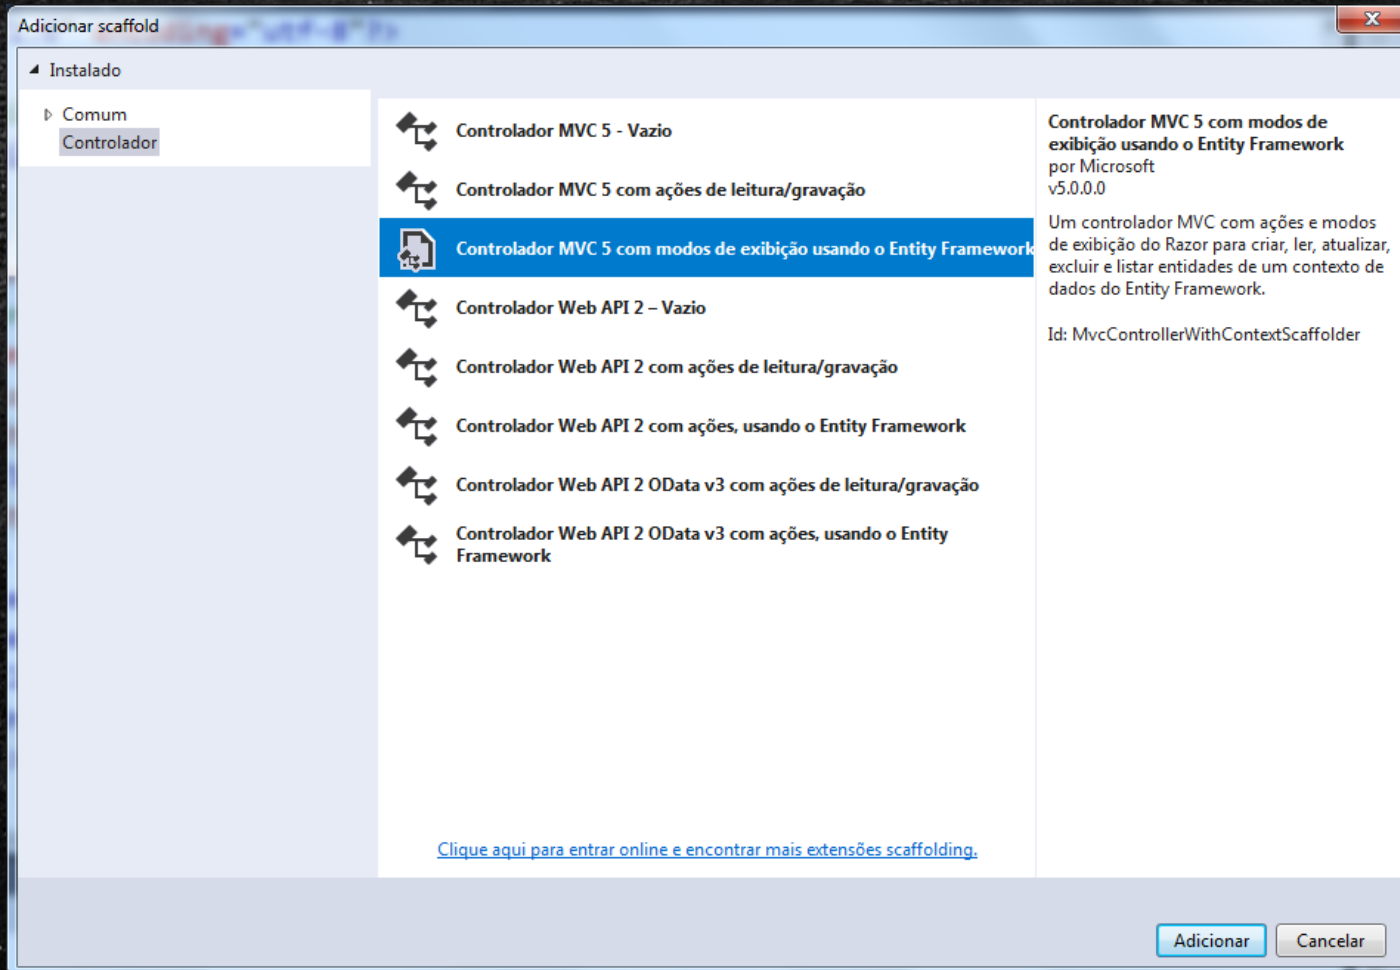 Adicionar scaffold
Instalado
Comum
Controlador
Controlador MVC 5 - Vazio
Controlador MVC 5 com ações de leitura/gravação
Controlador MVC 5 com modos de exibição usando o Entity Framework
Controlador Web API 2 – Vazio
Controlador Web API 2 com ações de leitura/gravação
Controlador Web API 2 com ações, usando o Entity Framework
Controlador Web API 2 OData v3 com ações de leitura/gravação
Controlador Web API 2 OData v3 com ações, usando o Entity
Framework
Clique aqui para entrar online e encontrar mais extensões scaffolding.
Controlador MVC 5 com modos de
exibição usando o Entity Framework
por Microsoft
v5.0.0.0
Um controlador MVC com ações e modos
de exibição do Razor para criar, ler, atualizar,
excluir e listar entidades de um contexto de
dados do Entity Framework.
Id: MvcControllerWithContextScaffolder
Adicionar
Cancelar